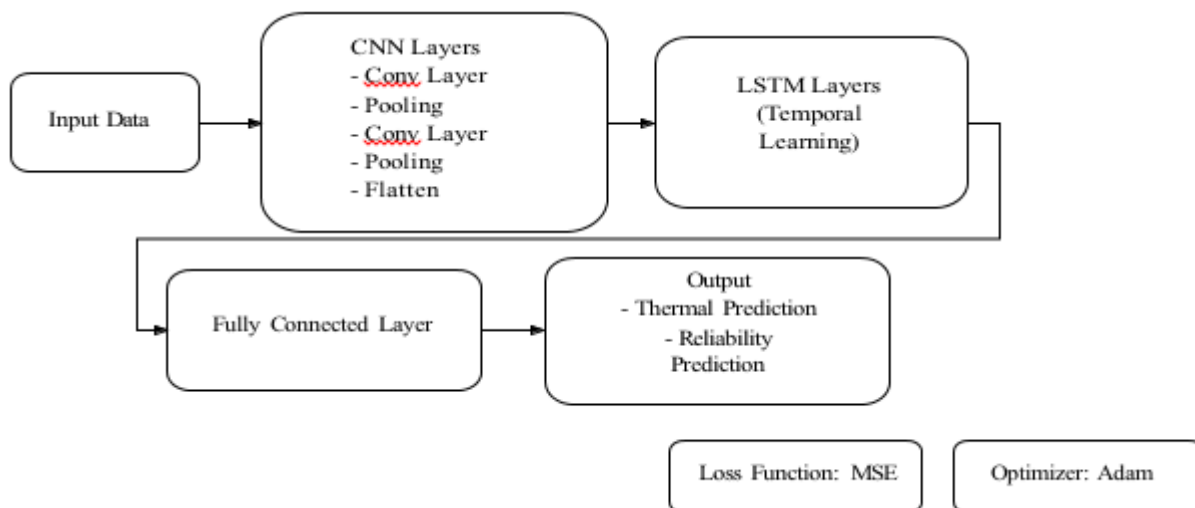 Input Data
CNN Layers
- Conv Layer
- Pooling
- Conv Layer
- Pooling
- Flatten
LSTM Layers
(Temporal
Learning)
Fully Connected Layer
Output
- Thermal Prediction
- Reliability
Prediction
Loss Function: MSE
Optimizer: Adam